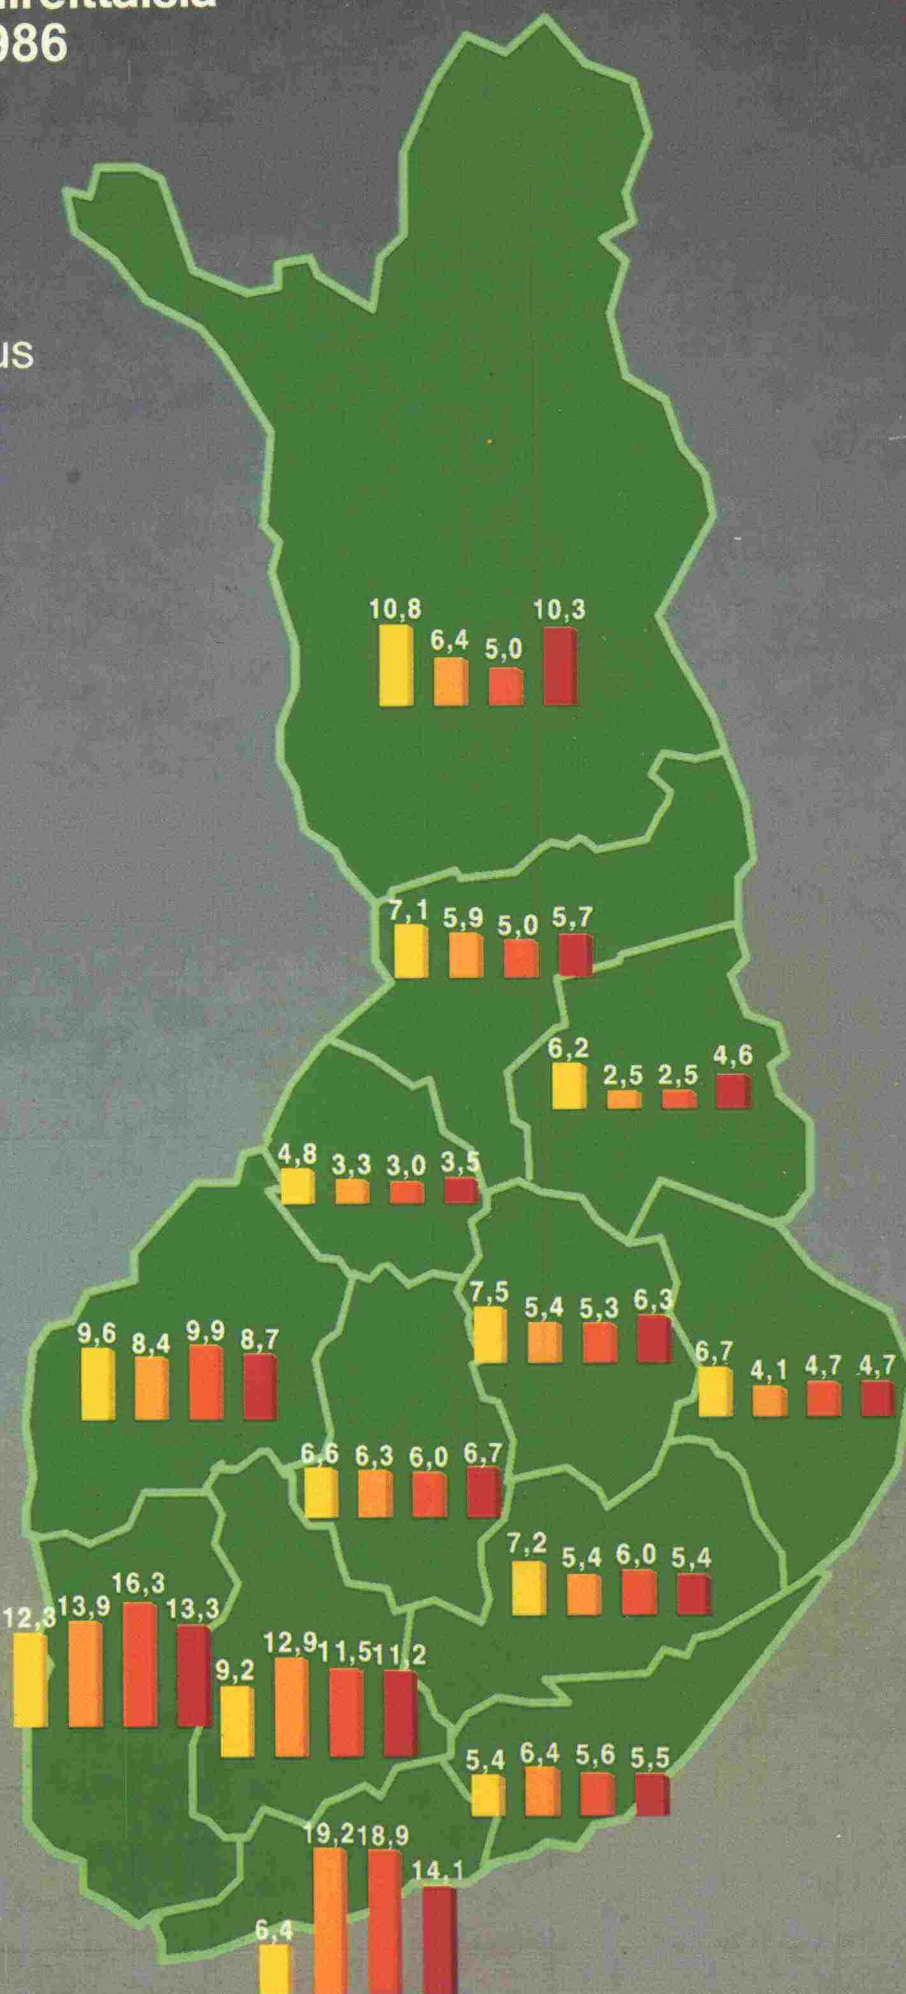 986
us
10,8 6,4 5,0 10,3
7,1 5,9 5,0 5,7
6,2 2,5 2,5 4,6
4,8 3,3 3,0 3,5
7,5 5,4 5,3 6,3
9,6 8,4 9,9 8,7
6,7 4,1 4,7 4,7
6,6 6,3 6,0 6,7
7,2 5,4 6,0 5,4
12,3 13,9 16,3 13,3
9,2 12,9 11,5 11,2
5,4 6,4 5,6 5,5
6,4 19,2 18,9 14,1